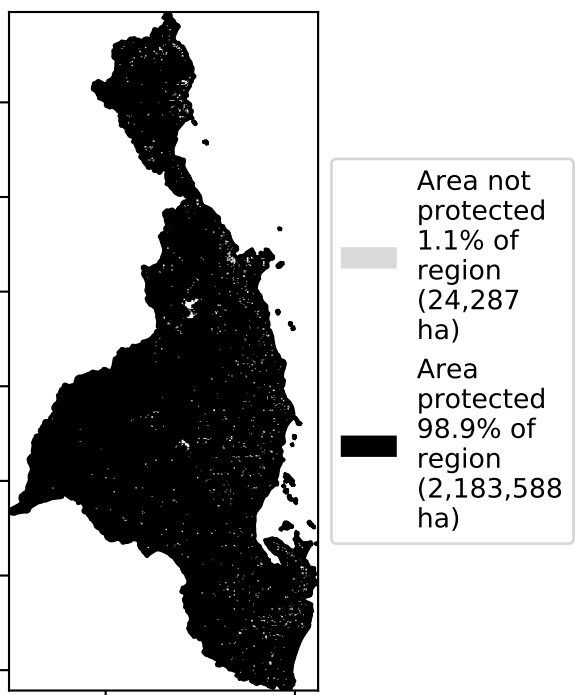 Area not
protected
1.1% of
region
(24,287
ha)
Area
protected
98.9% of
region
(2,183,588
ha)